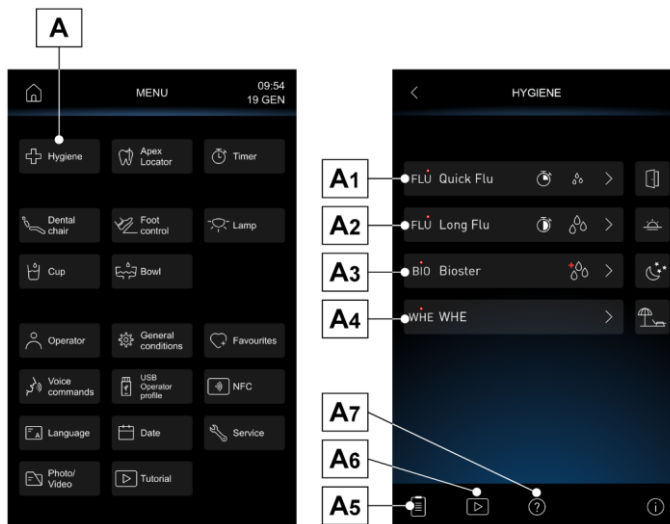 A
MENU
09:54
19 GEN
Hygiene
Apex
Locator
Timer
Dental
chair
Foot
control
Lamp
Cup
Bowl
Operator
General
conditions
Favourites
Voice
commands
USB
Operator
profile
NFC
Language
Date
Service
Photo/
Video
Tutorial
HYGIENE
A1
FLU Quick Flu
A2
FLU Long Flu
A3
BIO Bioster
A4
WHE WHE
A7
A6
A5